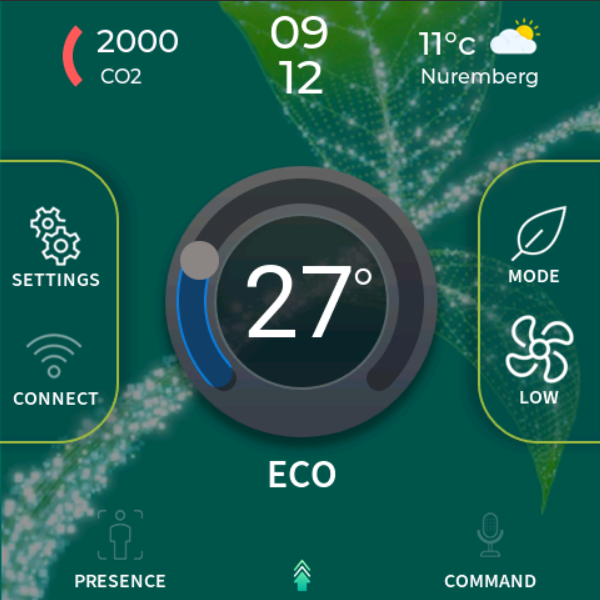 2000
CO2
09
12
11°c
Nuremberg
SETTINGS
CONNECT
27°
MODE
LOW
ECO
PRESENCE
COMMAND